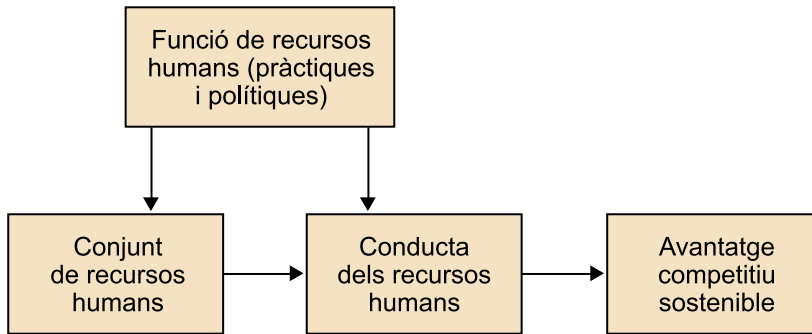 Funció de recursos
humans (pràctiques
i polítiques)
Conjunt
de recursos
humans
Conducta
dels recursos
humans
Avantatge
competitiu
sostenible